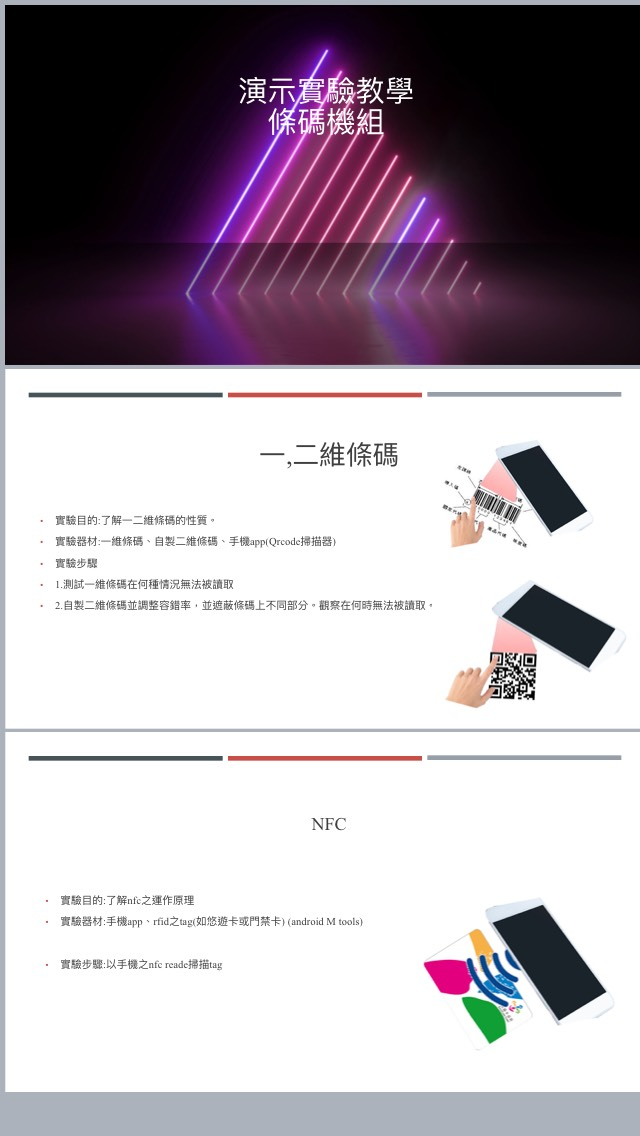 演示實驗教學
條碼機組
一,二維條碼
• 實驗目的:了解一二維條碼的性質。
• 實驗器材:一維條碼、自製二維條碼、手機app(Qrcode掃描器)
• 實驗步驟
• 1.測試一維條碼在何種情況無法被讀取
• 2.自製二維條碼並調整容錯率，並遮蔽條碼上不同部分。觀察在何時無法被讀取。
NFC
• 實驗目的:了解nfc之運作原理
• 實驗器材:手機app、rfid之tag(如悠遊卡或門禁卡) (android M tools)
• 實驗步驟:以手機之nfc reade掃描tag